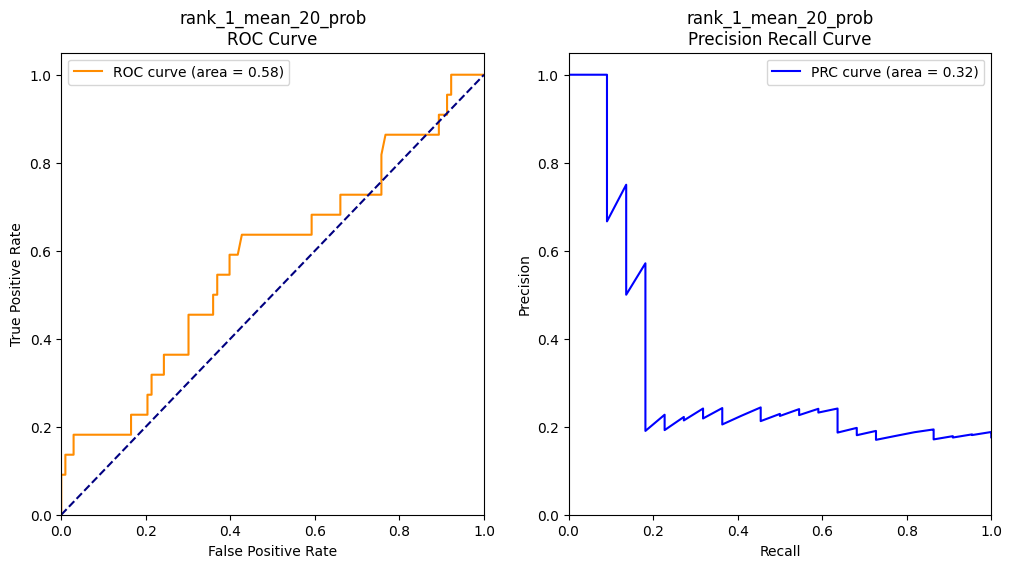 rank_1_mean_20_prob
ROC Curve
ROC curve (area = 0.58)
True Positive Rate
1.0
0.8
0.6
0.4
0.2
0.0
0.0 0.2 0.4 0.6 0.8 1.0
False Positive Rate
rank_1_mean_20_prob
Precision Recall Curve
PRC curve (area = 0.32)
Precision
1.0
0.8
0.6
0.4
0.2
0.0
0.0 0.2 0.4 0.6 0.8 1.0
Recall